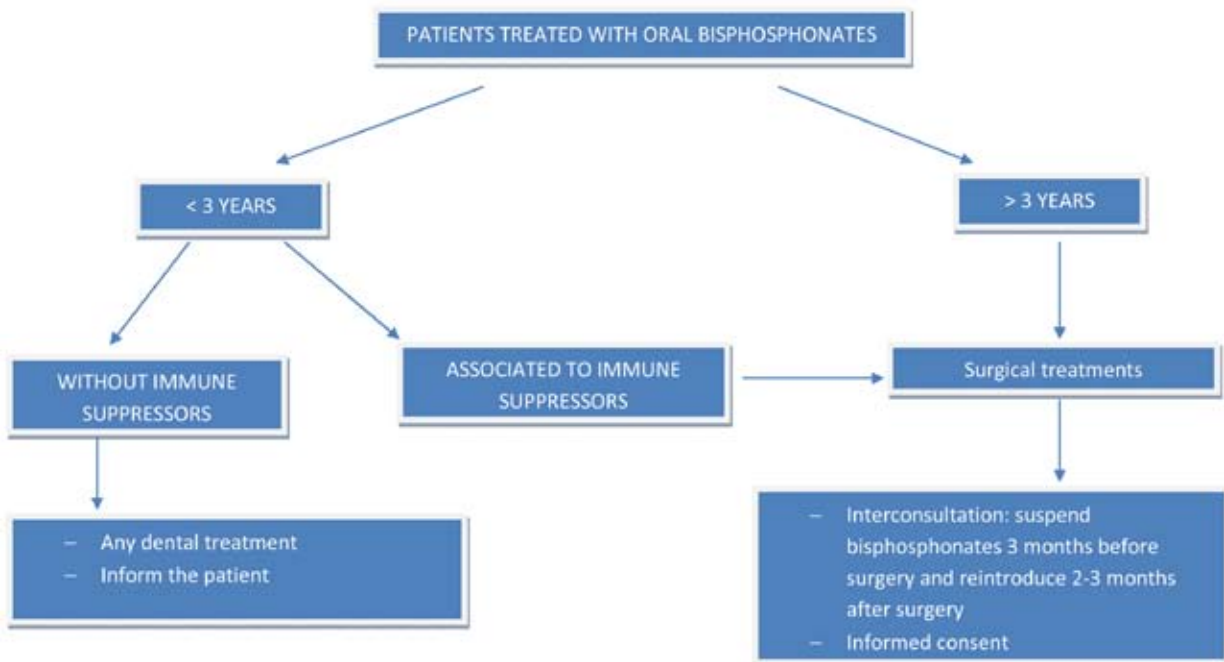 PATIENTS TREATED WITH ORAL BISPHOSPHONATES
< 3 YEARS
> 3 YEARS
WITHOUT IMMUNE
SUPPRESSORS
ASSOCIATED TO IMMUNE
SUPPRESSORS
Surgical treatments
– Any dental treatment
– Inform the patient
– Interconsultation: suspend
bisphosphonates 3 months before
surgery and reintroduce 2-3 months
after surgery
– Informed consent